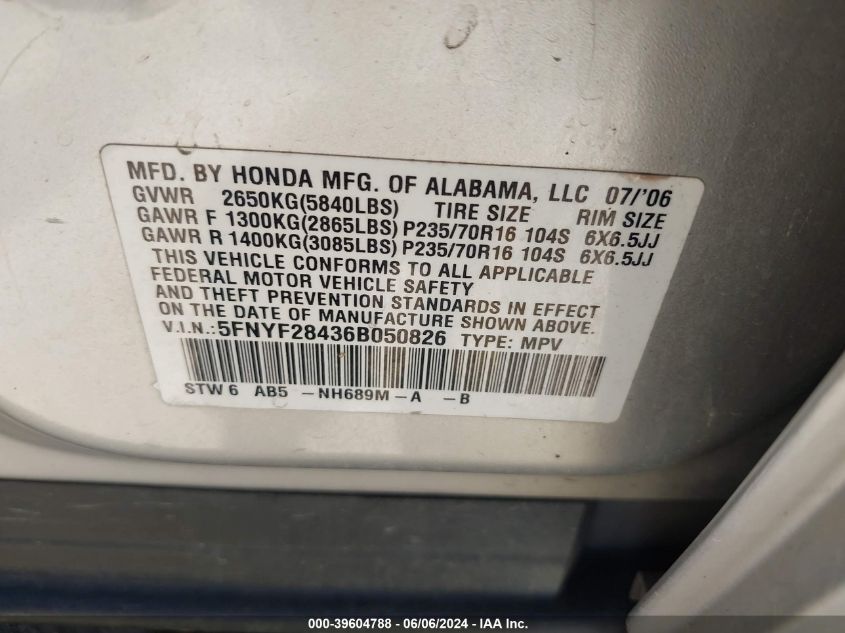 MFD. BY HONDA MFG. OF ALABAMA, LLC 07/'06
GVWR 2650KG(5840LBS) TIRE SIZE RIM SIZE
GAWR F 1300KG(2865LBS) P235/70R16 104S 6X6.5JJ
GAWR R 1400KG(3085LBS) P235/70R16 104S 6X6.5JJ
THIS VEHICLE CONFORMS TO ALL APPLICABLE
FEDERAL MOTOR VEHICLE SAFETY
AND THEFT PREVENTION STANDARDS IN EFFECT
ON THE DATE OF MANUFACTURE SHOWN ABOVE.
V.I.N.: 5FNYF28436B050826 TYPE: MPV
STW 6 AB5 -NH689M-A -B
000-39604788 - 06/06/2024 - IAA Inc.